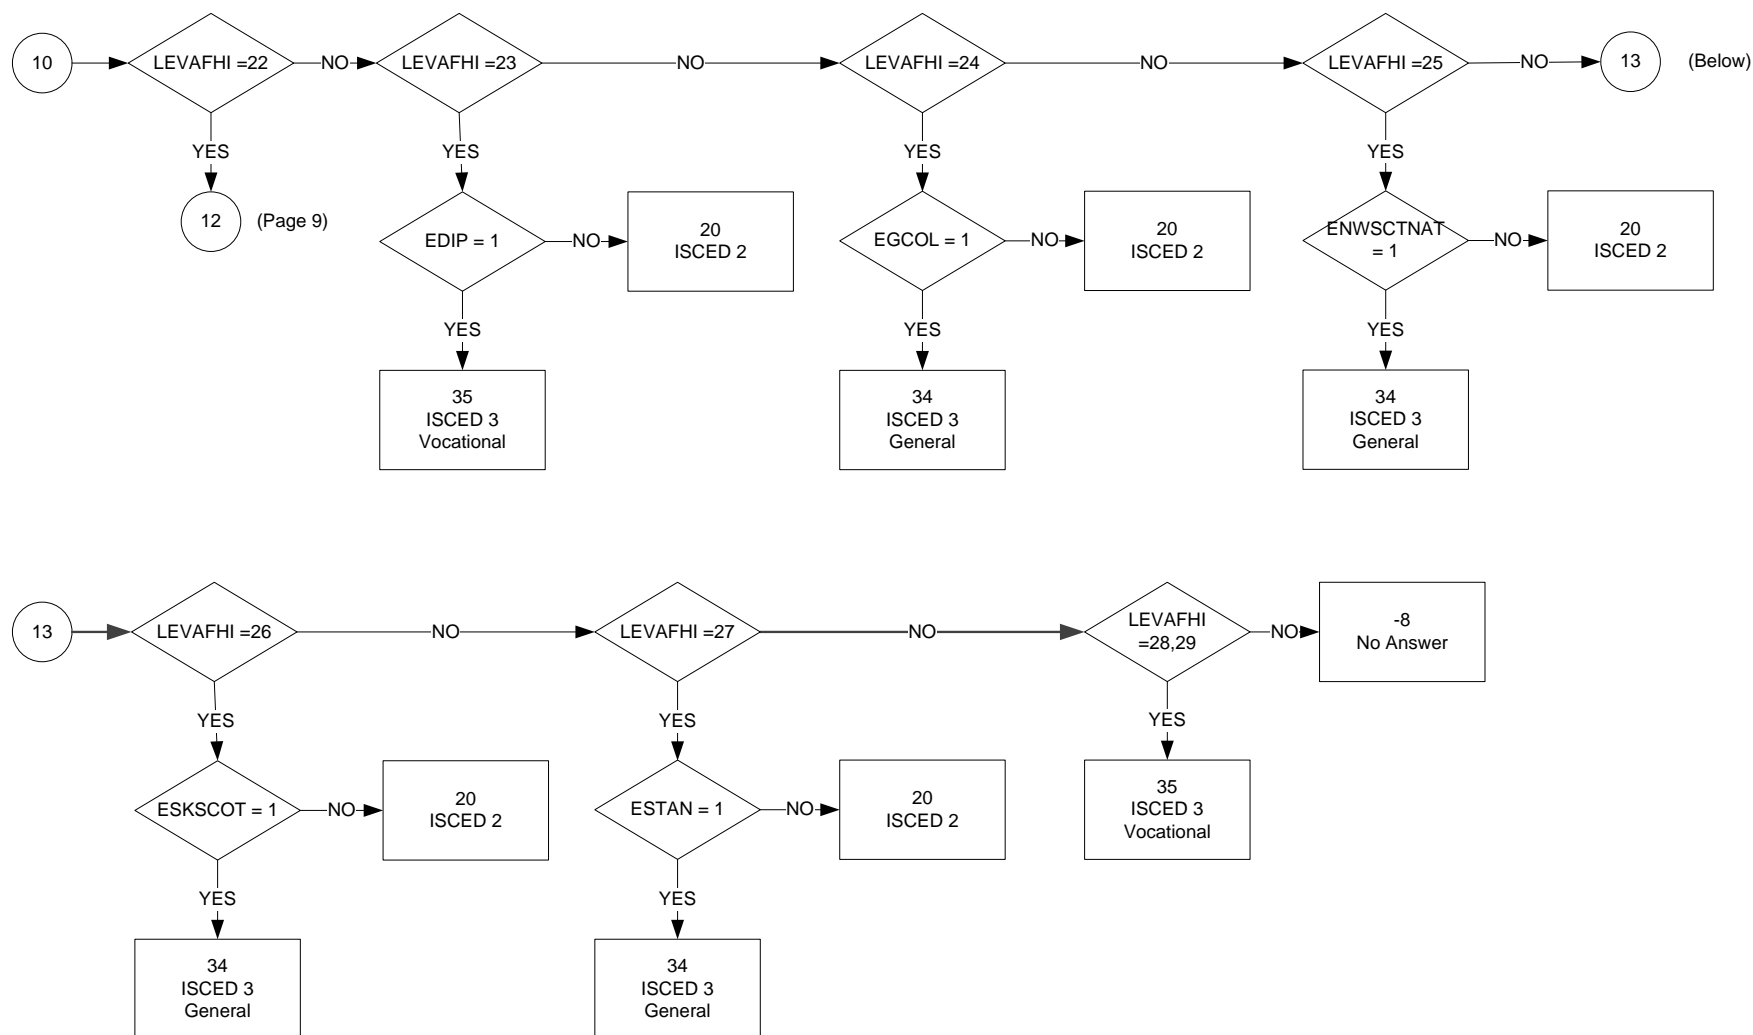 10
LEVAFHI =22
NO
LEVAFHI =23
NO
LEVAFHI =24
NO
LEVAFHI =25
NO
13
(Below)
YES
YES
YES
YES
12
(Page 9)
EDIP = 1
NO
20
ISCED 2
EGCOL = 1
NO
20
ISCED 2
ENWSCTNAT
= 1
NO
20
ISCED 2
YES
YES
YES
35
ISCED 3
Vocational
34
ISCED 3
General
34
ISCED 3
General
13
LEVAFHI =26
NO
LEVAFHI =27
NO
LEVAFHI
=28,29
NO
-8
No Answer
YES
YES
YES
ESKSCOT = 1
NO
20
ISCED 2
ESTAN = 1
NO
20
ISCED 2
35
ISCED 3
Vocational
YES
YES
34
ISCED 3
General
34
ISCED 3
General